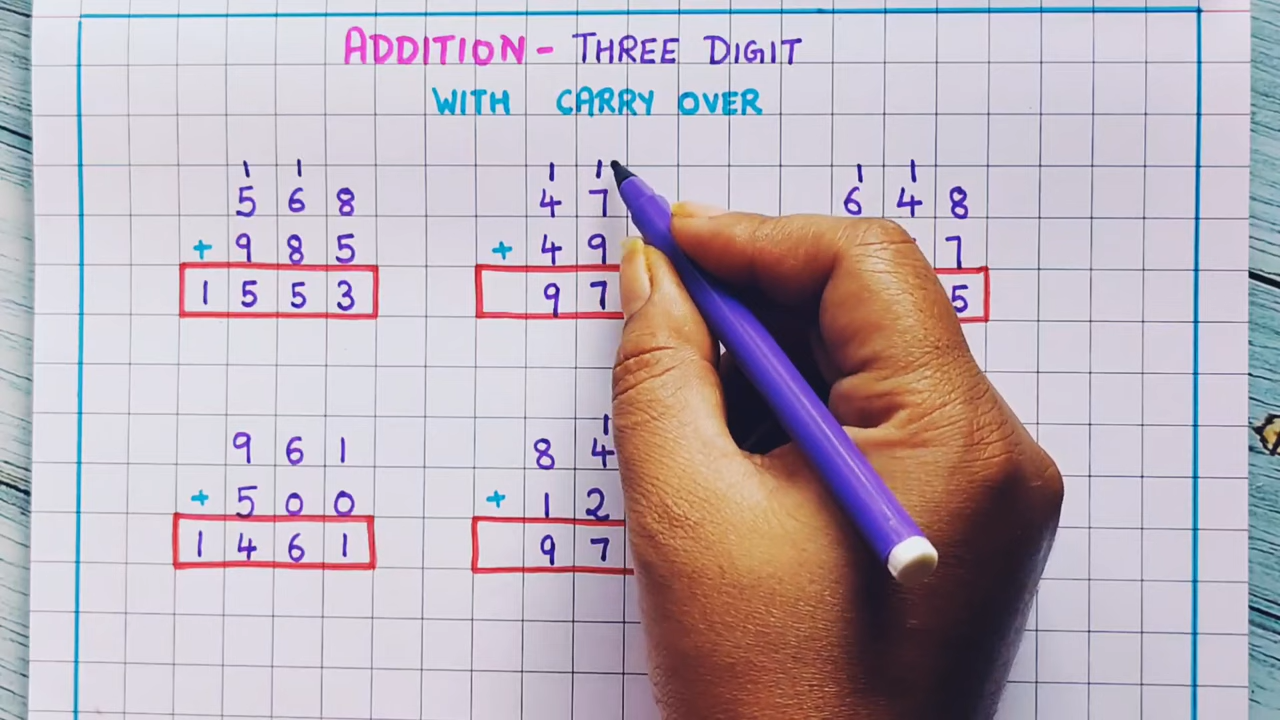 ADDITION - THREE DIGIT
WITH CARRY OVER
1 1
5 6 8
+ 9 8 5
1 5 5 3
1 1
4 7
+ 4 9
9 7
1 1
6 4 8
7
5
9 6 1
+ 5 0 0
1 4 6 1
1
8 4
+ 1 2
9 7